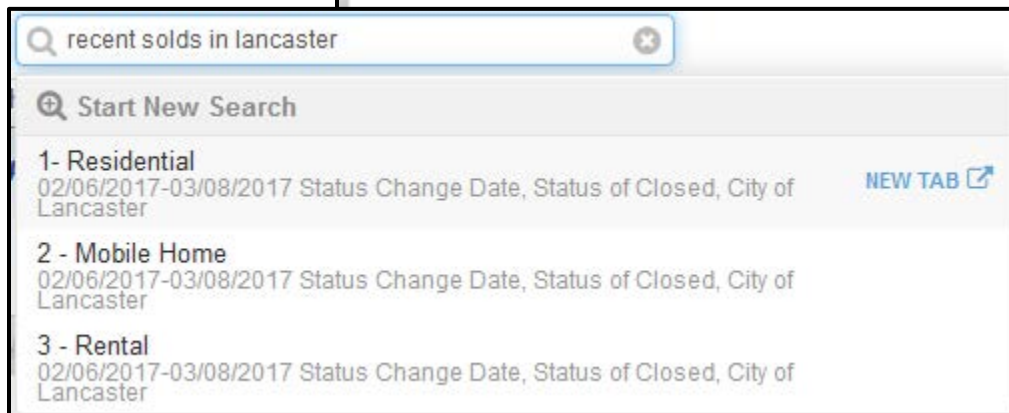 recent solds in lancaster
Start New Search
1- Residential
02/06/2017-03/08/2017 Status Change Date, Status of Closed, City of
Lancaster
NEW TAB
2 - Mobile Home
02/06/2017-03/08/2017 Status Change Date, Status of Closed, City of
Lancaster
3 - Rental
02/06/2017-03/08/2017 Status Change Date, Status of Closed, City of
Lancaster